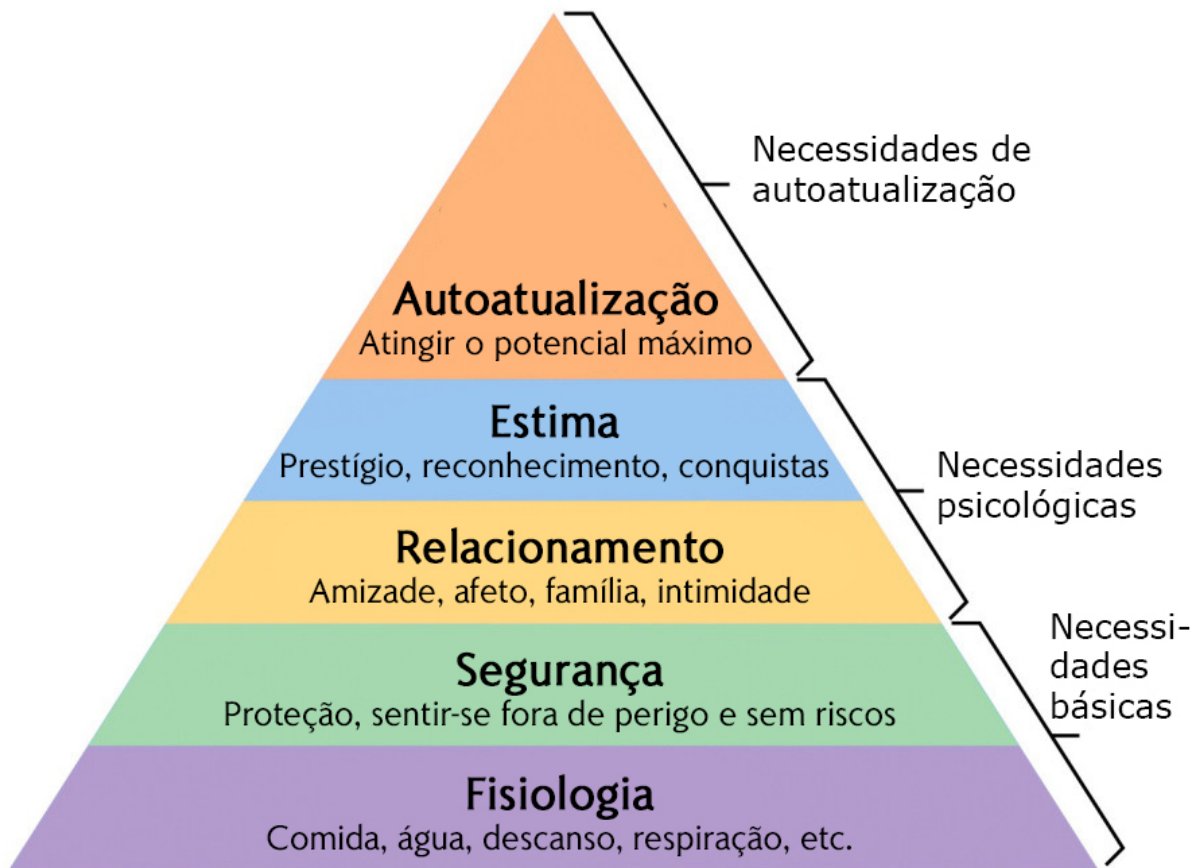 Necessidades de
autoatualização
Autoatualização
Atingir o potencial máximo
Estima
Prestígio, reconhecimento, conquistas
Necessidades
psicológicas
Relacionamento
Amizade, afeto, família, intimidade
Necessi-
dades
básicas
Segurança
Proteção, sentir-se fora de perigo e sem riscos
Fisiologia
Comida, água, descanso, respiração, etc.